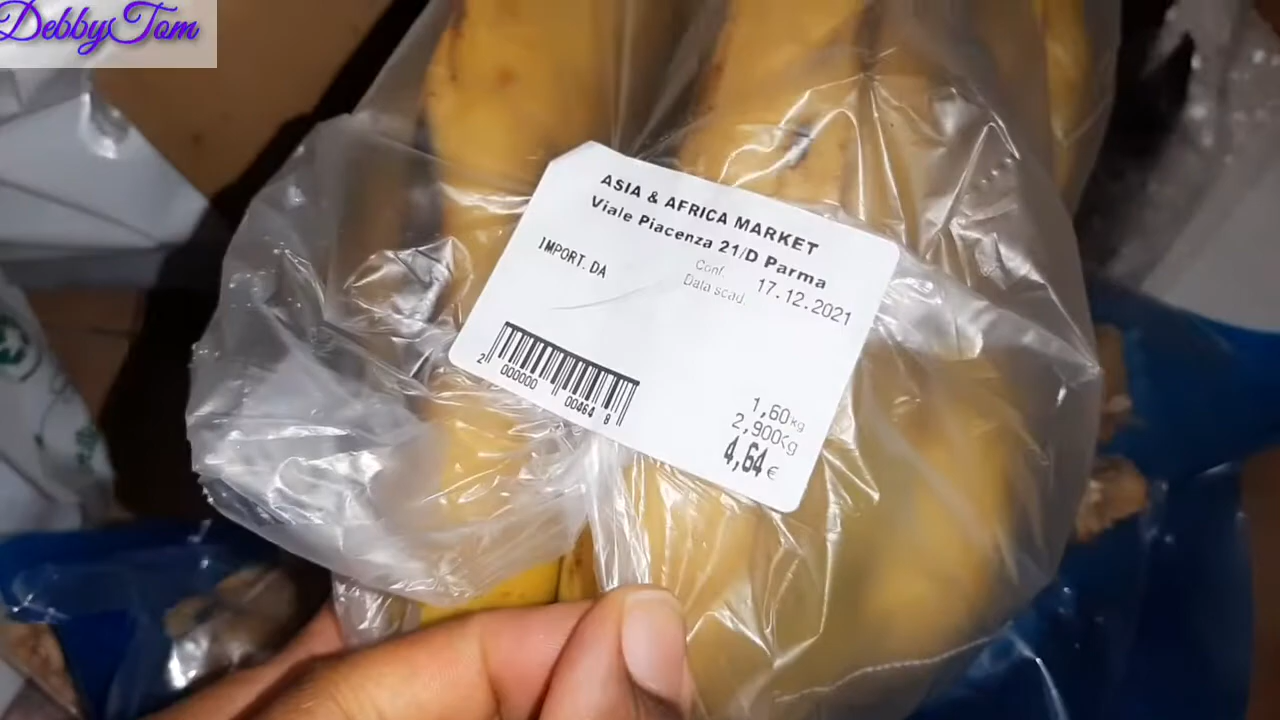 DebbyTom
ASIA & AFRICA MARKET
Viale Piacenza 21/D Parma
IMPORT.DA
Conf. 17.12.2021
Data scad.
2 000000 00464 8
1,60kg
2,900€/Kg
4,64€